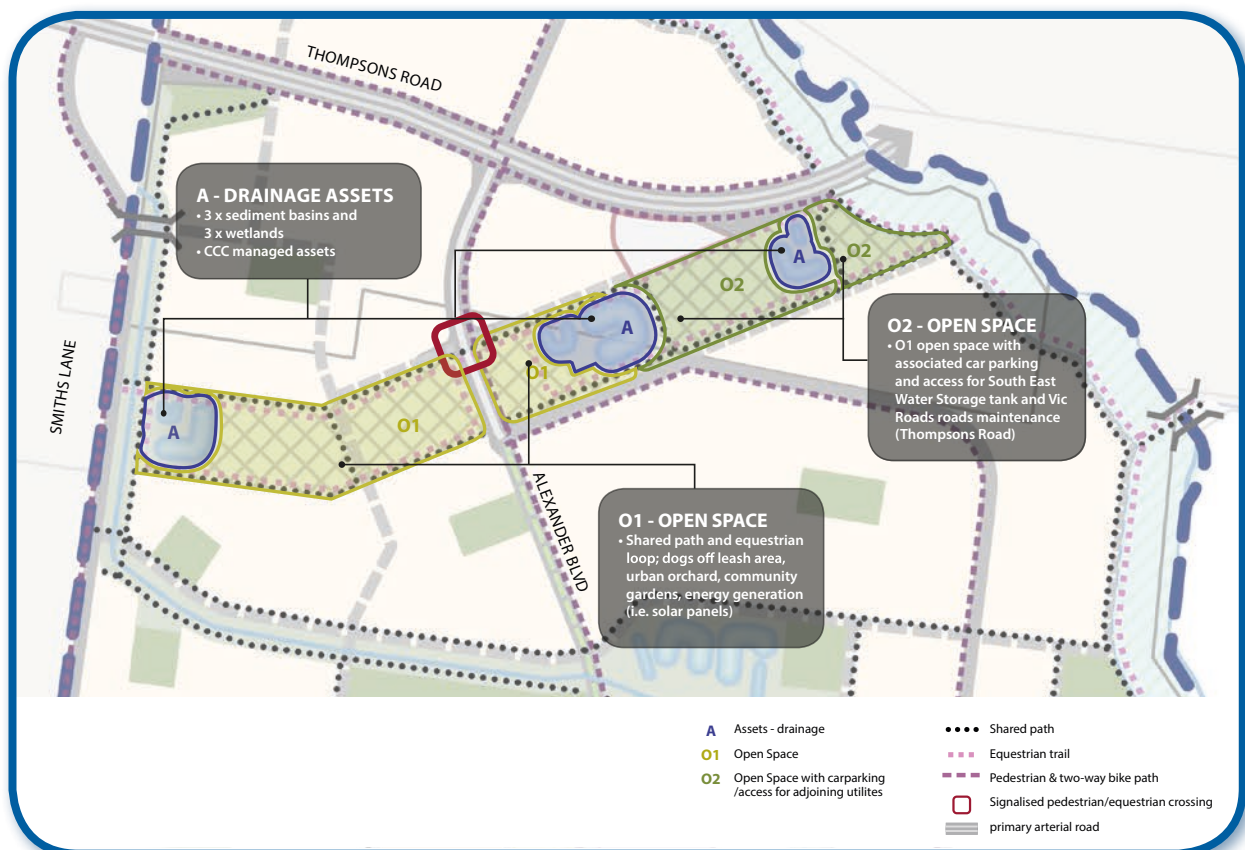 THOMPSONS ROAD
A - DRAINAGE ASSETS
• 3 x sediment basins and
3 x wetlands
• CCC managed assets
SMITHS LANE
A
O1
O1
A
O2
A
O2
O2 - OPEN SPACE
• O1 open space with
associated car parking
and access for South East
Water Storage tank and Vic
Roads roads maintenance
(Thompsons Road)
ALEXANDER BLVD
O1 - OPEN SPACE
• Shared path and equestrian
loop; dogs off leash area,
urban orchard, community
gardens, energy generation
(i.e. solar panels)
A Assets - drainage
O1 Open Space
O2 Open Space with carparking
/access for adjoining utilites
Shared path
Equestrian trail
Pedestrian & two-way bike path
Signalised pedestrian/equestrian crossing
primary arterial road